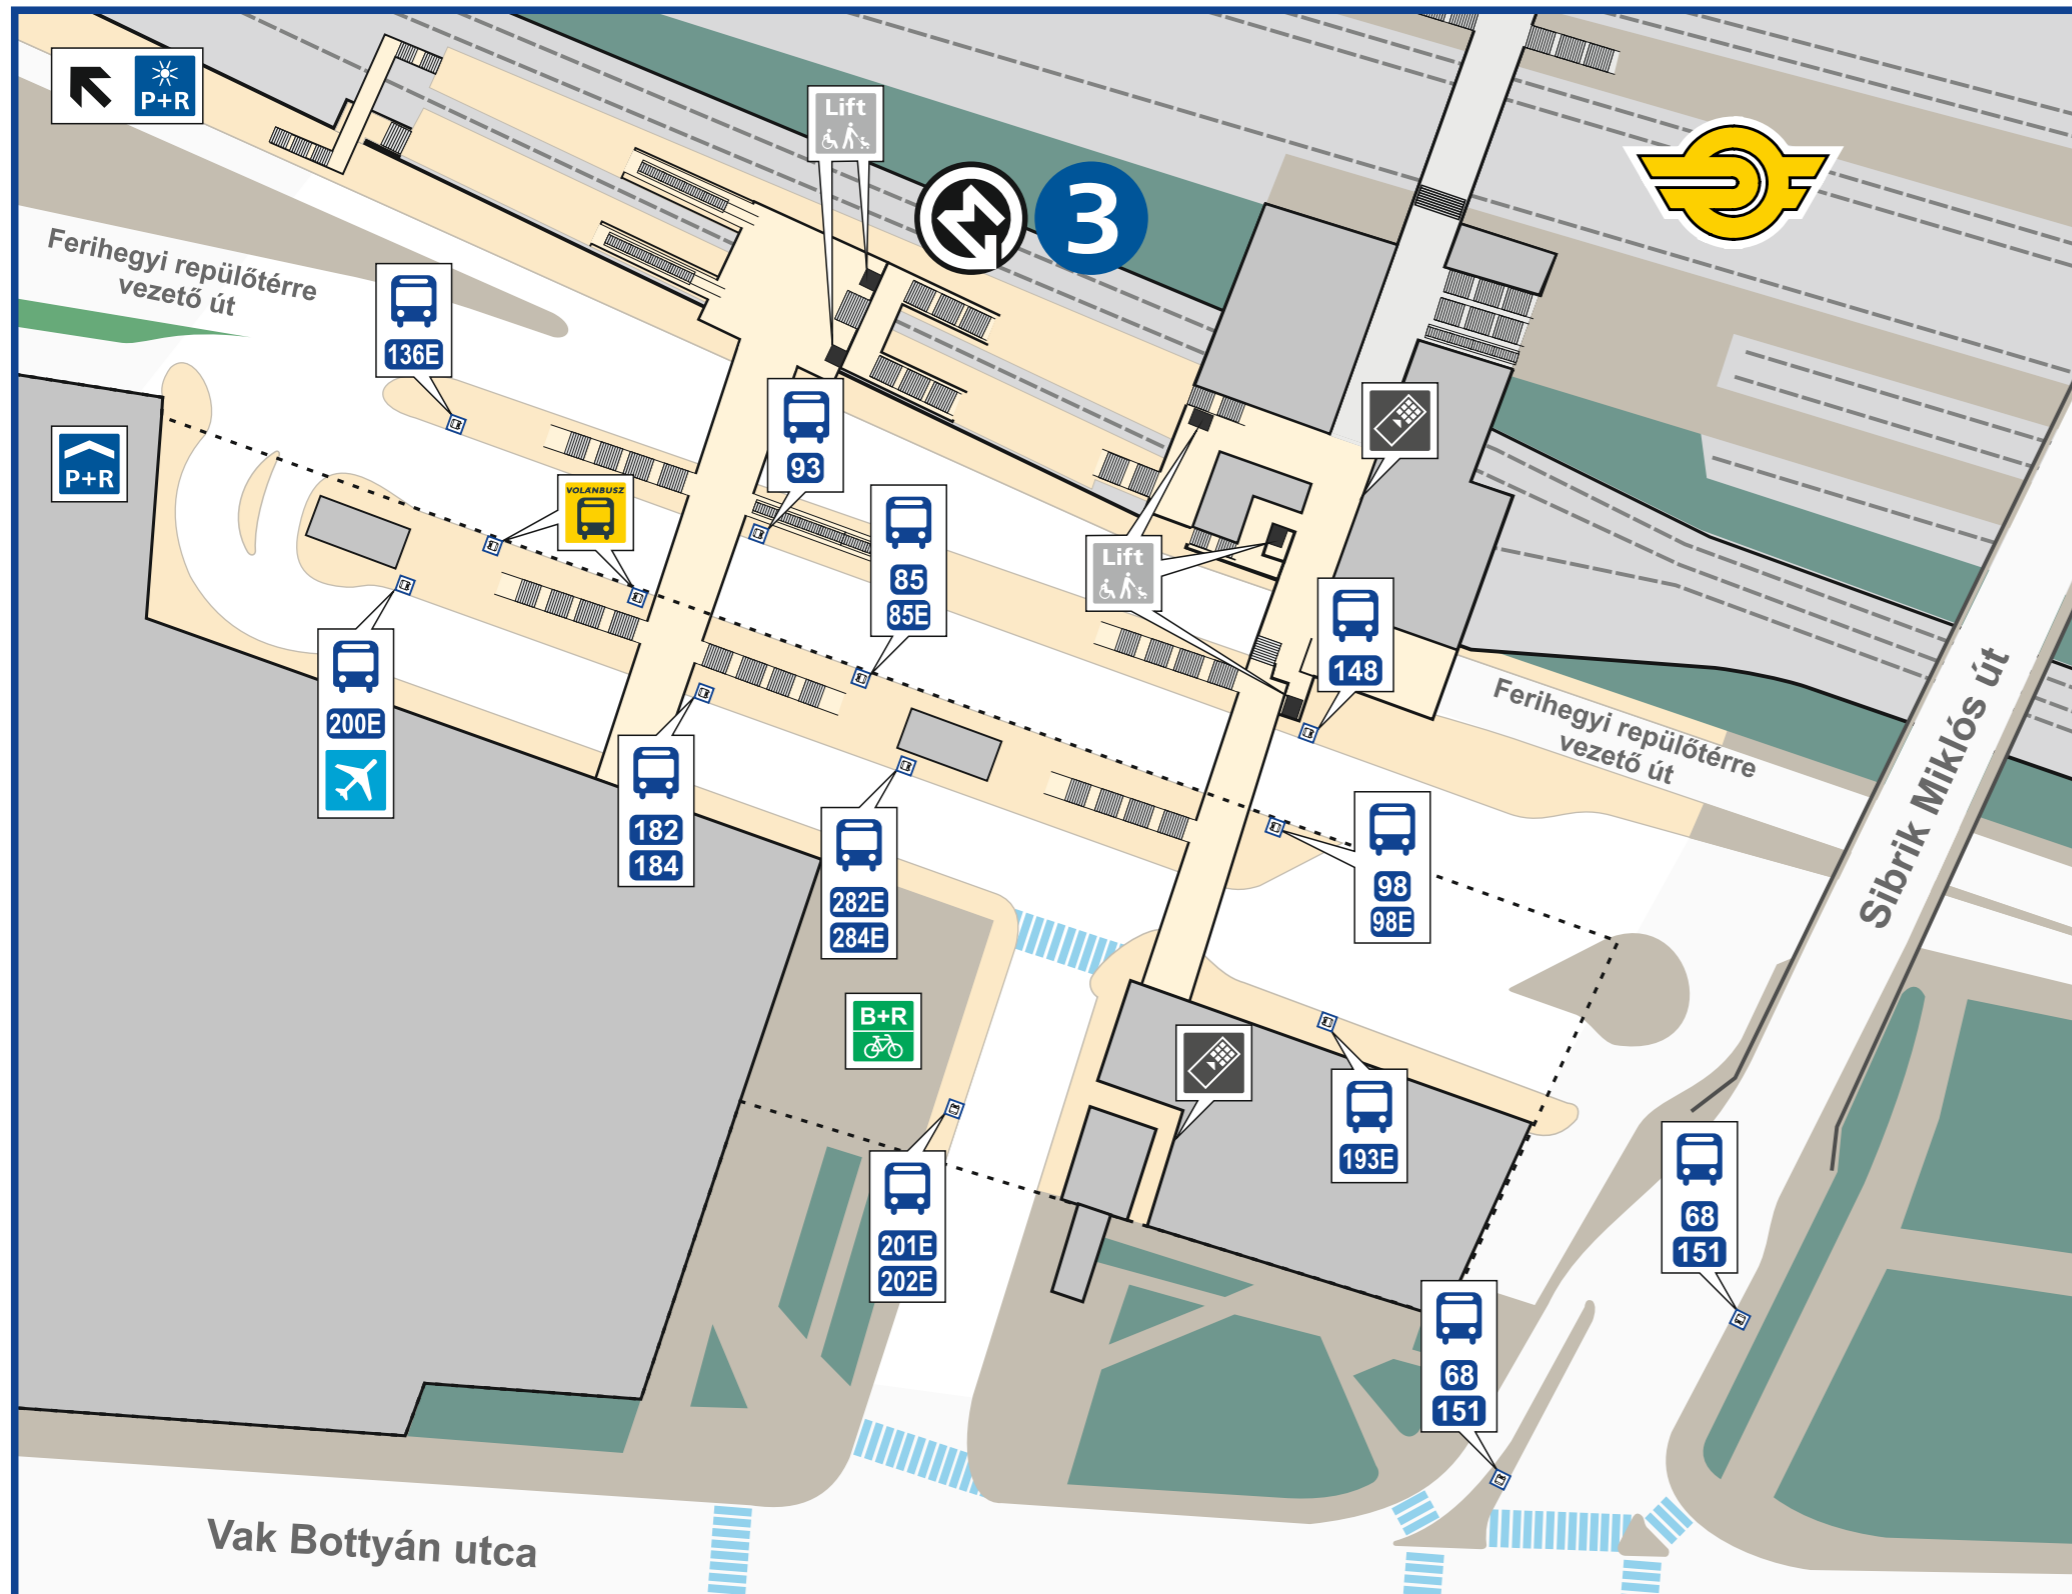 P+R
Lift
3
Ferihegyi repülőtérre
vezető út
136E
P+R
93
VOLÁNBUSZ
85
85E
Lift
148
200E
Ferihegyi repülőtérre
vezető út
Sibrik Miklós út
182
184
98
98E
282E
284E
B+R
193E
201E
202E
68
151
68
151
Vak Bottyán utca